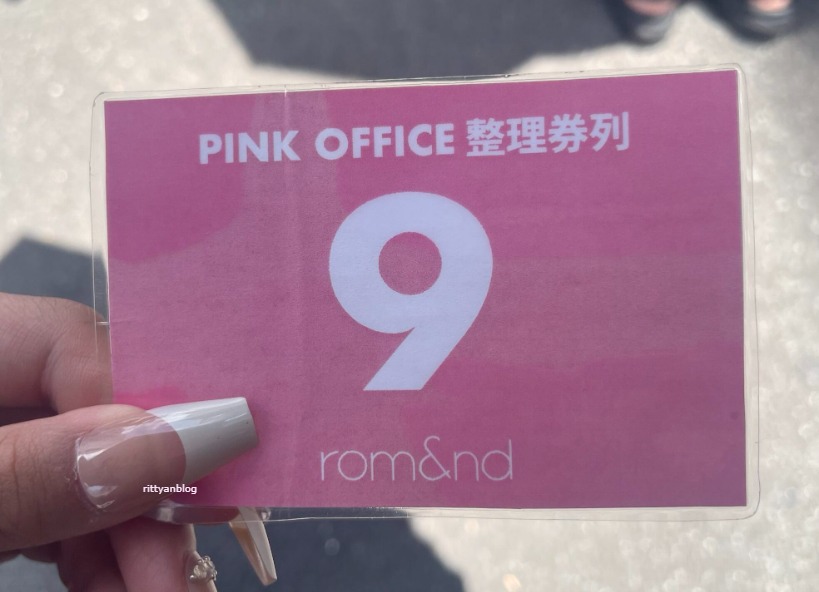 PINK OFFICE 整理券列
9
rom&nd
rittyanblog